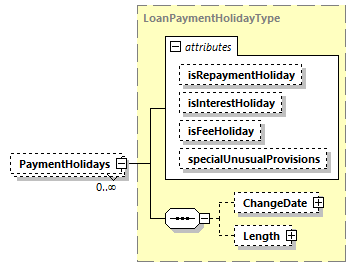 LoanPaymentHolidayType
attributes
isRepaymentHoliday
isInterestHoliday
isFeeHoliday
specialUnusualProvisions
PaymentHolidays
0..∞
ChangeDate
Length